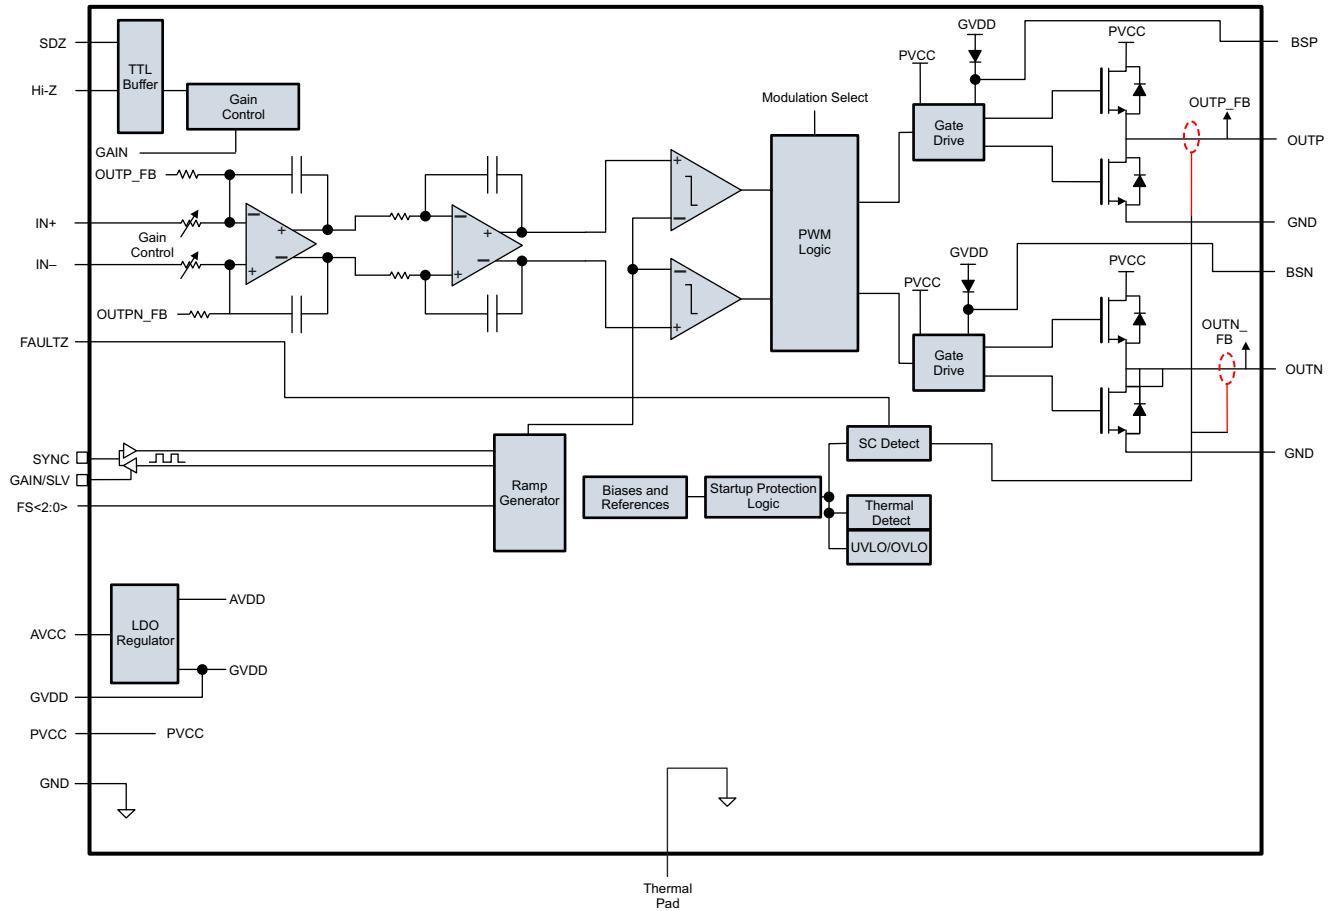 SDZ
Hi-Z
TTL
Buffer
Gain
Control
GAIN
OUTP_FB
IN+
Gain
Control
IN–
OUTPN_FB
FAULTZ
SYNC
GAIN/SLV
FS<2:0>
Ramp
Generator
Biases and
References
Startup Protection
Logic
SC Detect
Thermal
Detect
UVLO/OVLO
Modulation Select
PWM
Logic
GVDD
PVCC
Gate
Drive
PVCC
OUTP_FB
BSP
OUTP
GND
GVDD
PVCC
Gate
Drive
PVCC
OUTN_
FB
BSN
OUTN
GND
LDO
Regulator
AVDD
GVDD
AVCC
GVDD
PVCC
PVCC
GND
Thermal
Pad